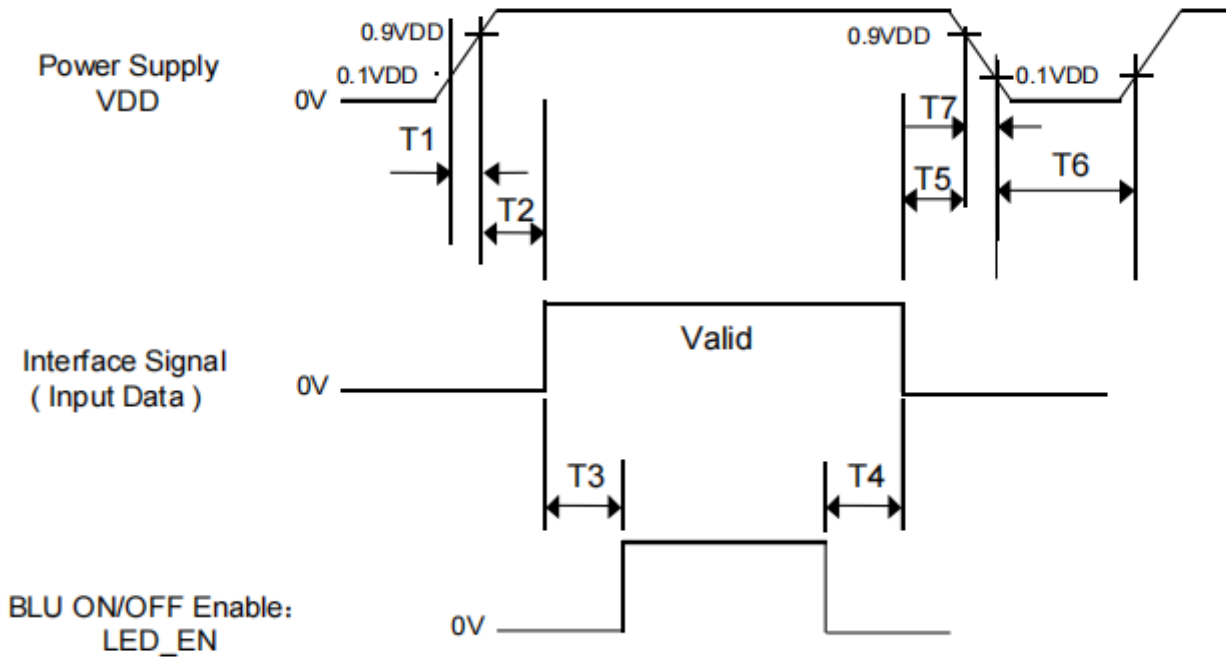 0.9VDD
0.9VDD
Power Supply
VDD
0.1VDD
0.1VDD
0V
T1
T7
T6
T5
T2
Interface Signal
( Input Data )
0V
Valid
T3
T4
BLU ON/OFF Enable：
LED_EN
0V